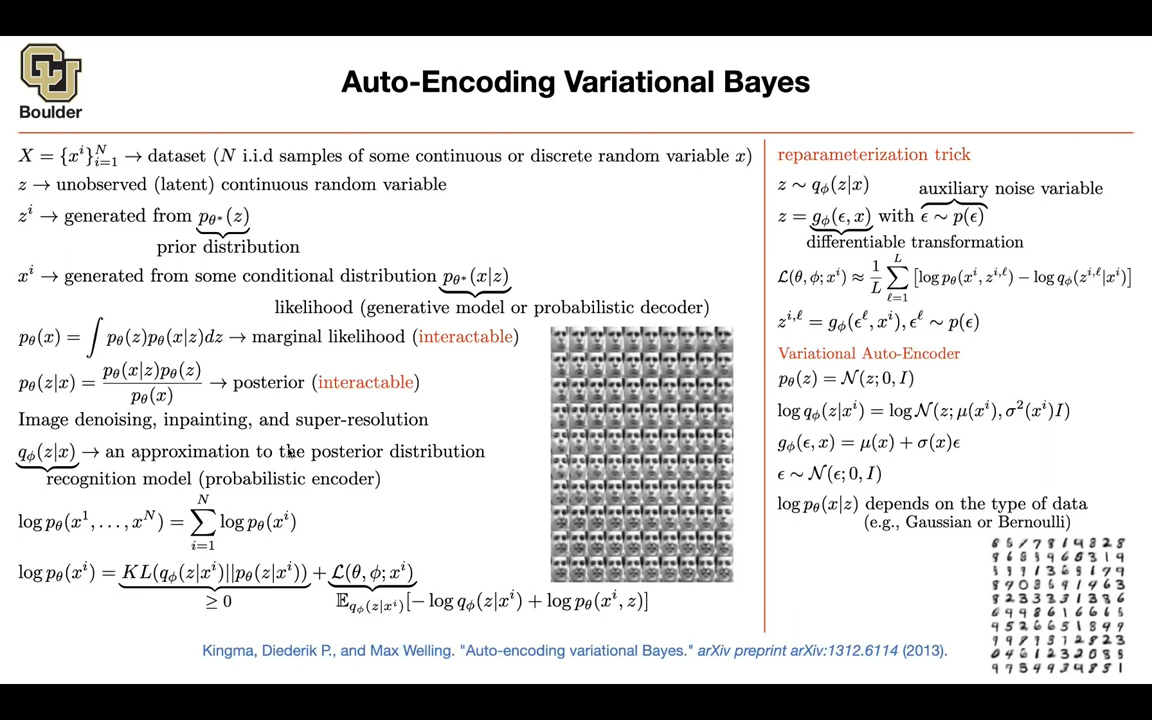 Boulder
Auto-Encoding Variational Bayes
X = {x^i}_{i=1}^N → dataset (N i.i.d samples of some continuous or discrete random variable x)
z → unobserved (latent) continuous random variable
z^i → generated from p_{θ*}(z)
prior distribution
x^i → generated from some conditional distribution p_{θ*}(x|z)
likelihood (generative model or probabilistic decoder)
p_θ(x) = ∫ p_θ(z)p_θ(x|z)dz → marginal likelihood (interactable)
p_θ(z|x) = p_θ(x|z)p_θ(z) / p_θ(x) → posterior (interactable)
Image denoising, inpainting, and super-resolution
q_ϕ(z|x) → an approximation to the posterior distribution
recognition model (probabilistic encoder)
log p_θ(x^1, . . . , x^N) = ∑_{i=1}^N log p_θ(x^i)
log p_θ(x^i) = KL(q_ϕ(z|x^i)||p_θ(z|x^i)) + ℒ(θ, ϕ; x^i)
≥ 0
𝔼_{q_ϕ(z|x^i)}[− log q_ϕ(z|x^i) + log p_θ(x^i, z)]
reparameterization trick
z ∼ q_ϕ(z|x)
auxiliary noise variable
z = g_ϕ(ϵ, x) with ϵ ∼ p(ϵ)
differentiable transformation
ℒ(θ, ϕ; x^i) ≈ 1/L ∑_{ℓ=1}^L [log p_θ(x^i, z^{i,ℓ}) − log q_ϕ(z^{i,ℓ}|x^i)]
z^{i,ℓ} = g_ϕ(ϵ^ℓ, x^i), ϵ^ℓ ∼ p(ϵ)
Variational Auto-Encoder
p_θ(z) = 𝒩(z; 0, I)
log q_ϕ(z|x^i) = log 𝒩(z; μ(x^i), σ^2(x^i)I)
g_ϕ(ϵ, x) = μ(x) + σ(x)ϵ
ϵ ∼ 𝒩(ϵ; 0, I)
log p_θ(x|z) depends on the type of data
(e.g., Gaussian or Bernoulli)
Kingma, Diederik P., and Max Welling. "Auto-encoding variational Bayes." arXiv preprint arXiv:1312.6114 (2013).